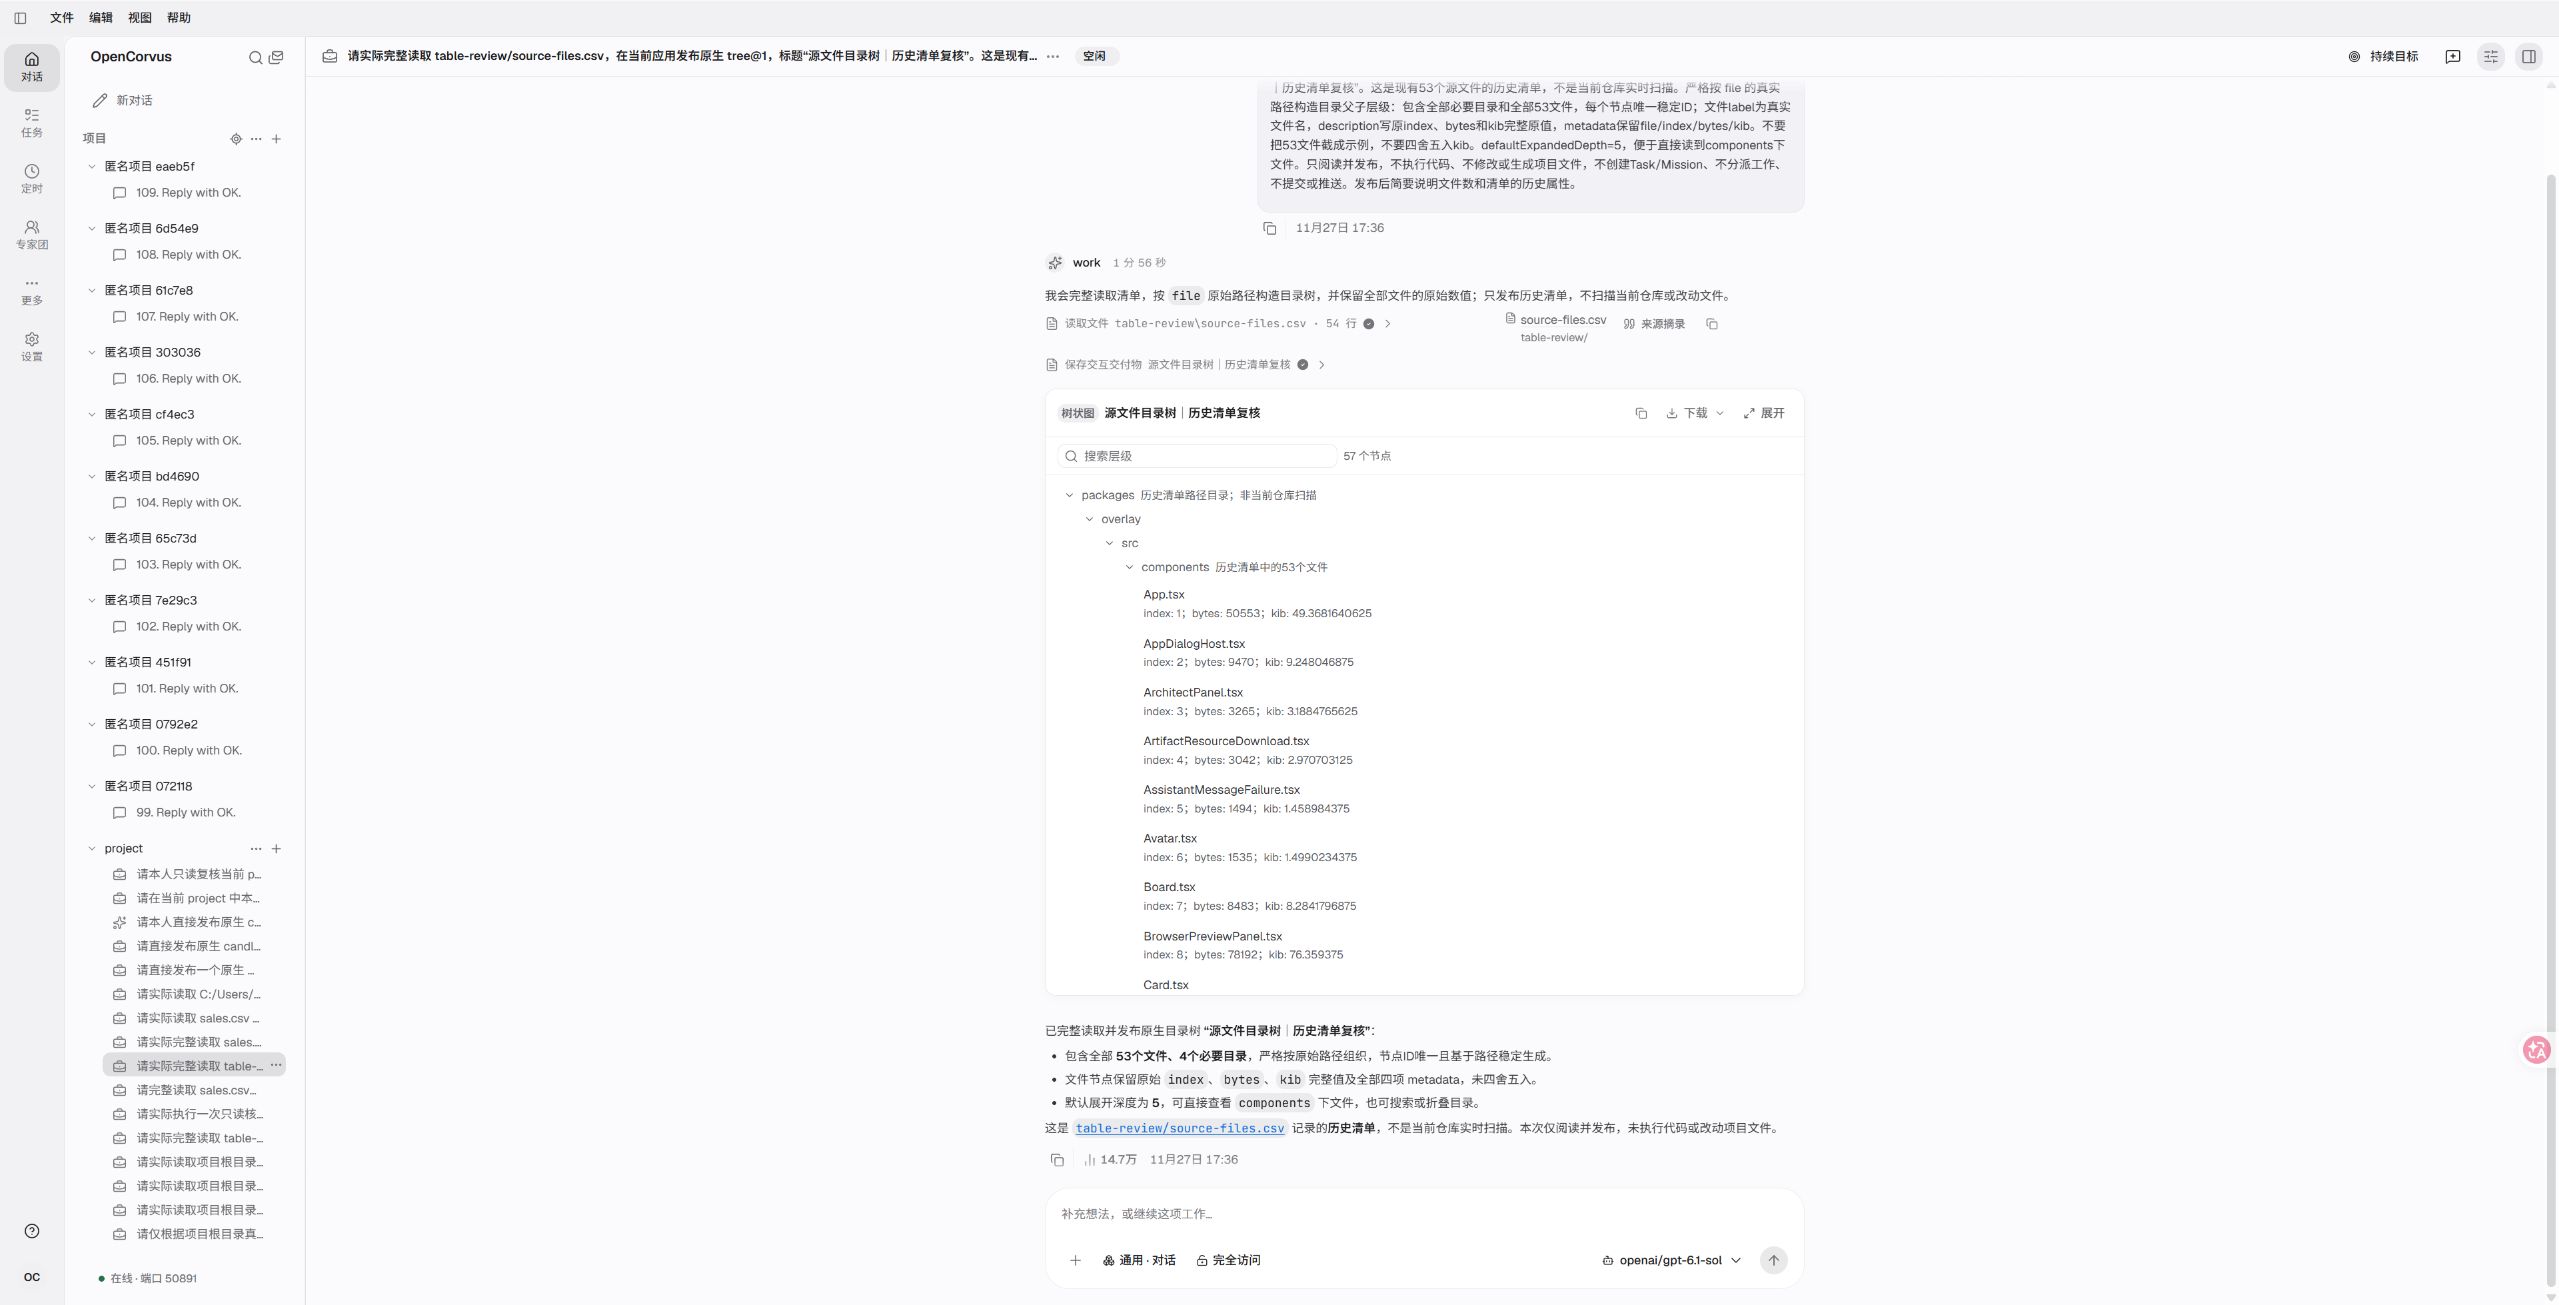 文件 编辑 视图 帮助
对话
任务
定时
专家团
更多
设置
OC
OpenCorvus
新对话
项目
匿名项目 eaeb5f
109. Reply with OK.
匿名项目 6d54e9
108. Reply with OK.
匿名项目 61c7e8
107. Reply with OK.
匿名项目 303036
106. Reply with OK.
匿名项目 cf4ec3
105. Reply with OK.
匿名项目 bd4690
104. Reply with OK.
匿名项目 65c73d
103. Reply with OK.
匿名项目 7e29c3
102. Reply with OK.
匿名项目 451f91
101. Reply with OK.
匿名项目 0792e2
100. Reply with OK.
匿名项目 072118
99. Reply with OK.
project
请本人只读复核当前 p...
请在当前 project 中本...
请本人直接发布原生 c...
请直接发布原生 candl...
请直接发布一个原生 ...
请实际读取 C:/Users/...
请实际读取 sales.csv ...
请实际完整读取 sales....
请实际完整读取 table-...
请完整读取 sales.csv...
请实际执行一次只读核...
请实际完整读取 table-...
请实际读取项目根目录...
请实际读取项目根目录...
请实际读取项目根目录...
请仅根据项目根目录真...
在线 · 端口 50891
请实际完整读取 table-review/source-files.csv，在当前应用发布原生 tree@1，标题“源文件目录树｜历史清单复核”。这是现有... 空闲
持续目标
｜历史清单复核”。这是现有53个源文件的历史清单，不是当前仓库实时扫描。严格按 file 的真实
路径构造目录父子层级：包含全部必要目录和全部53文件，每个节点唯一稳定ID；文件label为真实
文件名，description写原index、bytes和kib完整原值，metadata保留file/index/bytes/kib。不要
把53文件截成示例，不要四舍五入kib。defaultExpandedDepth=5，便于直接读到components下
文件。只阅读并发布，不执行代码、不修改或生成项目文件，不创建Task/Mission、不分派工作、
不提交或推送。发布后简要说明文件数和清单的历史属性。
11月27日 17:36
work 1 分 56 秒
我会完整读取清单，按 file 原始路径构造目录树，并保留全部文件的原始数值；只发布历史清单，不扫描当前仓库或改动文件。
读取文件 table-review\source-files.csv · 54 行
source-files.csv
table-review/
来源摘录
保存交互交付物 源文件目录树｜历史清单复核
树状图 源文件目录树｜历史清单复核
下载 展开
搜索层级 57 个节点
packages 历史清单路径目录；非当前仓库扫描
overlay
src
components 历史清单中的53个文件
App.tsx
index: 1；bytes: 50553；kib: 49.3681640625
AppDialogHost.tsx
index: 2；bytes: 9470；kib: 9.248046875
ArchitectPanel.tsx
index: 3；bytes: 3265；kib: 3.1884765625
ArtifactResourceDownload.tsx
index: 4；bytes: 3042；kib: 2.970703125
AssistantMessageFailure.tsx
index: 5；bytes: 1494；kib: 1.458984375
Avatar.tsx
index: 6；bytes: 1535；kib: 1.4990234375
Board.tsx
index: 7；bytes: 8483；kib: 8.2841796875
BrowserPreviewPanel.tsx
index: 8；bytes: 78192；kib: 76.359375
Card.tsx
已完整读取并发布原生目录树 “源文件目录树｜历史清单复核”：
• 包含全部 53个文件、4个必要目录，严格按原始路径组织，节点ID唯一且基于路径稳定生成。
• 文件节点保留原始 index、bytes、kib 完整值及全部四项 metadata，未四舍五入。
• 默认展开深度为 5，可直接查看 components 下文件，也可搜索或折叠目录。
这是 table-review/source-files.csv 记录的历史清单，不是当前仓库实时扫描。本次仅阅读并发布，未执行代码或改动项目文件。
14.7万 11月27日 17:36
补充想法，或继续这项工作...
通用 · 对话 完全访问 openai/gpt-6.1-sol